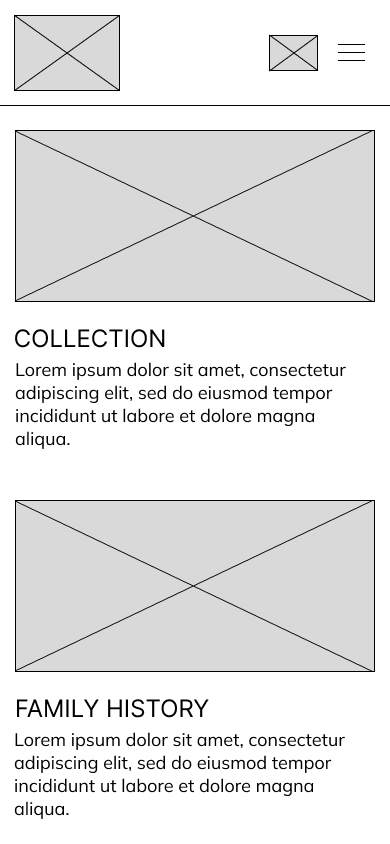 COLLECTION
Lorem ipsum dolor sit amet, consectetur
adipiscing elit, sed do eiusmod tempor
incididunt ut labore et dolore magna
aliqua.
FAMILY HISTORY
Lorem ipsum dolor sit amet, consectetur
adipiscing elit, sed do eiusmod tempor
incididunt ut labore et dolore magna
aliqua.